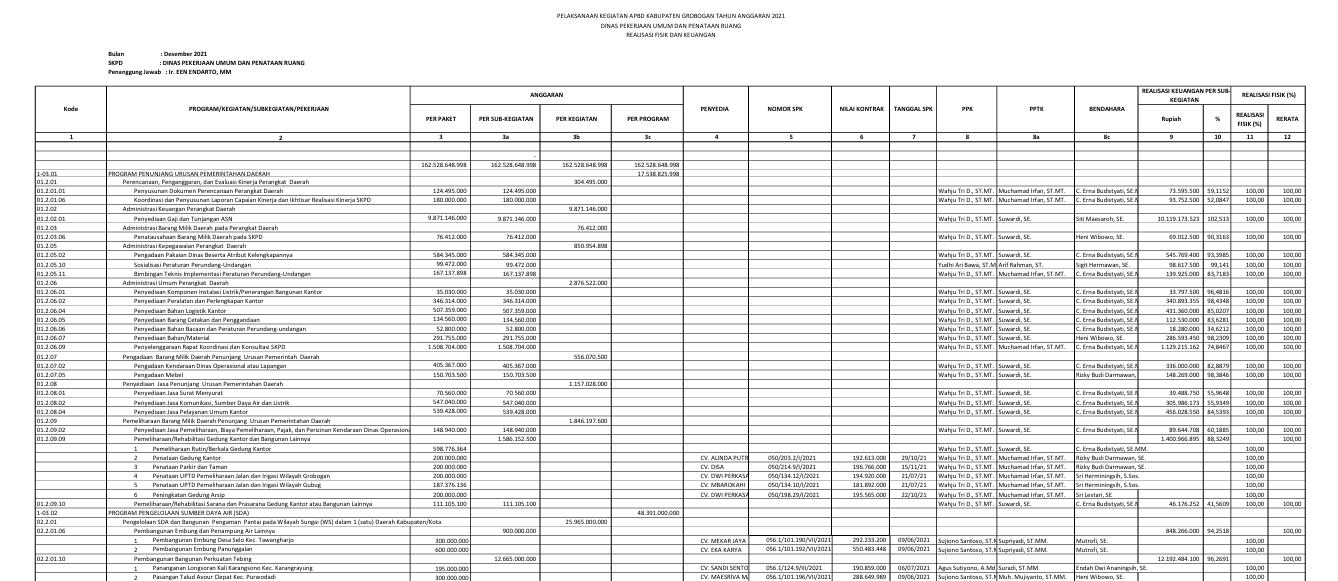 PELAKSANAAN KEGIATAN APBD KABUPATEN GROBOGAN TAHUN ANGGARAN 2021
DINAS PEKERJAAN UMUM DAN PENATAAN RUANG
REALISASI FISIK DAN KEUANGAN
Bulan : Desember 2021
SKPD : DINAS PEKERJAAN UMUM DAN PENATAAN RUANG
Penanggung Jawab : Ir. EEN ENDARTO, MM
Kode PROGRAM/KEGIATAN/SUBKEGIATAN/PEKERJAAN ANGGARAN PENYEDIA NOMOR SPK NILAI KONTRAK TANGGAL SPK PPK PPTK BENDAHARA REALISASI KEUANGAN PER SUB-KEGIATAN REALISASI FISIK (%)
PER PAKET PER SUB-KEGIATAN PER KEGIATAN PER PROGRAM Rupiah % REALISASI FISIK (%) RERATA
1 2 3 3a 3b 3c 4 5 6 7 8 8a 8c 9 10 11 12
-
162.528.648.998 162.528.648.998 162.528.648.998 162.528.648.998
1-03.01 PROGRAM PENUNJANG URUSAN PEMERINTAHAN DAERAH 17.538.825.998
01.2.01 Perencanaan, Penganggaran, dan Evaluasi Kinerja Perangkat Daerah 304.495.000
01.2.01.01 Penyusunan Dokumen Perencanaan Perangkat Daerah 124.495.000 124.495.000 Wahju Tri D., ST.MT. Muchamad Irfan, ST.MT. C. Erna Budistyati, SE.M 73.595.500 59,1152 100,00 100,00
01.2.01.06 Koordinasi dan Penyusunan Laporan Capaian Kinerja dan Ikhtisar Realisasi Kinerja SKPD 180.000.000 180.000.000 Wahju Tri D., ST.MT. Muchamad Irfan, ST.MT. C. Erna Budistyati, SE.M 93.752.500 52,0847 100,00 100,00
01.2.02 Administrasi Keuangan Perangkat Daerah 9.871.146.000
01.2.02.01 Penyediaan Gaji dan Tunjangan ASN 9.871.146.000 9.871.146.000 Wahju Tri D., ST.MT. Suwardi, SE. Siti Maesaroh, SE. 10.119.173.523 102,513 100,00 100,00
01.2.03 Administrasi Barang Milik Daerah pada Perangkat Daerah 76.412.000
01.2.03.06 Penatausahaan Barang Milik Daerah pada SKPD 76.412.000 76.412.000 Wahju Tri D., ST.MT. Suwardi, SE. Heni Wibowo, SE. 69.012.500 90,3163 100,00 100,00
01.2.05 Administrasi Kepegawaian Perangkat Daerah 850.954.898
01.2.05.02 Pengadaan Pakaian Dinas Beserta Atribut Kelengkapannya 584.345.000 584.345.000 Wahju Tri D., ST.MT. Suwardi, SE. C. Erna Budistyati, SE.M 545.769.400 93,3985 100,00 100,00
01.2.05.10 Sosialisasi Peraturan Perundang-Undangan 99.472.000 99.472.000 Yudhi Ari Bawa, ST.M Arif Rahman, ST. Sigit Hermawan, SE. 98.617.500 99,141 100,00 100,00
01.2.05.11 Bimbingan Teknis Implementasi Peraturan Perundang-Undangan 167.137.898 167.137.898 Wahju Tri D., ST.MT. Muchamad Irfan, ST.MT. C. Erna Budistyati, SE.M 139.925.000 83,7183 100,00 100,00
01.2.06 Administrasi Umum Perangkat Daerah 2.876.522.000
01.2.06.01 Penyediaan Komponen Instalasi Listrik/Penerangan Bangunan Kantor 35.030.000 35.030.000 Wahju Tri D., ST.MT. Suwardi, SE. C. Erna Budistyati, SE.M 33.797.500 96,4816 100,00 100,00
01.2.06.02 Penyediaan Peralatan dan Perlengkapan Kantor 346.314.000 346.314.000 Wahju Tri D., ST.MT. Suwardi, SE. C. Erna Budistyati, SE.M 340.893.355 98,4348 100,00 100,00
01.2.06.04 Penyediaan Bahan Logistik Kantor 507.359.000 507.359.000 Wahju Tri D., ST.MT. Suwardi, SE. C. Erna Budistyati, SE.M 431.360.000 85,0207 100,00 100,00
01.2.06.05 Penyediaan Barang Cetakan dan Penggandaan 134.560.000 134.560.000 Wahju Tri D., ST.MT. Suwardi, SE. C. Erna Budistyati, SE.M 112.530.000 83,6281 100,00 100,00
01.2.06.06 Penyediaan Bahan Bacaan dan Peraturan Perundang-undangan 52.800.000 52.800.000 Wahju Tri D., ST.MT. Suwardi, SE. C. Erna Budistyati, SE.M 18.280.000 34,6212 100,00 100,00
01.2.06.07 Penyediaan Bahan/Material 291.755.000 291.755.000 Wahju Tri D., ST.MT. Suwardi, SE. Heni Wibowo, SE. 286.593.450 98,2309 100,00 100,00
01.2.06.09 Penyelenggaraan Rapat Koordinasi dan Konsultasi SKPD 1.508.704.000 1.508.704.000 Wahju Tri D., ST.MT. Muchamad Irfan, ST.MT. C. Erna Budistyati, SE.M 1.129.215.162 74,8467 100,00 100,00
01.2.07 Pengadaan Barang Milik Daerah Penunjang Urusan Pemerintah Daerah 556.070.500
01.2.07.02 Pengadaan Kendaraan Dinas Operasional atau Lapangan 405.367.000 405.367.000 Wahju Tri D., ST.MT. Suwardi, SE. C. Erna Budistyati, SE.M 336.000.000 82,8879 100,00 100,00
01.2.07.05 Pengadaan Mebel 150.703.500 150.703.500 Wahju Tri D., ST.MT. Suwardi, SE. Rizky Budi Darmawan, 148.269.000 98,3846 100,00 100,00
01.2.08 Penyediaan Jasa Penunjang Urusan Pemerintahan Daerah 1.157.028.000
01.2.08.01 Penyediaan Jasa Surat Menyurat 70.560.000 70.560.000 Wahju Tri D., ST.MT. Suwardi, SE. C. Erna Budistyati, SE.M 39.488.750 55,9648 100,00 100,00
01.2.08.02 Penyediaan Jasa Komunikasi, Sumber Daya Air dan Listrik 547.040.000 547.040.000 Wahju Tri D., ST.MT. Suwardi, SE. C. Erna Budistyati, SE.M 305.986.173 55,9349 100,00 100,00
01.2.08.04 Penyediaan Jasa Pelayanan Umum Kantor 539.428.000 539.428.000 Wahju Tri D., ST.MT. Suwardi, SE. C. Erna Budistyati, SE.M 456.028.550 84,5393 100,00 100,00
01.2.09 Pemeliharaan Barang Milik Daerah Penunjang Urusan Pemerintahan Daerah 1.846.197.600
01.2.09.02 Penyediaan Jasa Pemeliharaan, Biaya Pemeliharaan, Pajak, dan Perizinan Kendaraan Dinas Operasiona 148.940.000 148.940.000 Wahju Tri D., ST.MT. Suwardi, SE. C. Erna Budistyati, SE.M 89.644.708 60,1885 100,00 100,00
01.2.09.09 Pemeliharaan/Rehabilitasi Gedung Kantor dan Bangunan Lainnya 1.586.152.500 1.400.966.895 88,3249 100,00
1 Pemeliharaan Rutin/Berkala Gedung Kantor 598.776.364 Wahju Tri D., ST.MT. Suwardi, SE. C. Erna Budistyati, SE.MM. 100,00
2 Penataan Gedung Kantor 200.000.000 CV. ALINDA PUTR 050/203.2/I/2021 192.613.000 29/10/21 Wahju Tri D., ST.MT. Muchamad Irfan, ST.MT. Rizky Budi Darmawan, SE. 100,00
3 Penataan Parkir dan Taman 200.000.000 CV. DISA 050/214.9/I/2021 196.766.000 15/11/21 Wahju Tri D., ST.MT. Muchamad Irfan, ST.MT. Rizky Budi Darmawan, SE. 100,00
4 Penataan UPTD Pemeliharaan Jalan dan Irigasi Wilayah Grobogan 200.000.000 CV. DWI PERKASA 050/134.12/I/2021 194.920.000 21/07/21 Wahju Tri D., ST.MT. Muchamad Irfan, ST.MT. Sri Herminingsih, S.Sos. 100,00
5 Penataan UPTD Pemeliharaan Jalan dan Irigasi Wilayah Gubug 187.376.136 CV. MBAROKAHI 050/134.10/I/2021 181.892.000 21/07/21 Wahju Tri D., ST.MT. Muchamad Irfan, ST.MT. Sri Herminingsih, S.Sos. 100,00
6 Peningkatan Gedung Arsip 200.000.000 CV. DWI PERKASA 050/198.29/I/2021 195.565.000 22/10/21 Wahju Tri D., ST.MT. Muchamad Irfan, ST.MT. Sri Lestari, SE 100,00
01.2.09.10 Pemeliharaan/Rehabilitasi Sarana dan Prasarana Gedung Kantor atau Bangunan Lainnya 111.105.100 111.105.100 Wahju Tri D., ST.MT. Suwardi, SE. C. Erna Budistyati, SE.M 46.176.252 41,5609 100,00 100,00
1-03.02 PROGRAM PENGELOLAAN SUMBER DAYA AIR (SDA) 48.391.000.000
02.2.01 Pengelolaan SDA dan Bangunan Pengaman Pantai pada Wilayah Sungai (WS) dalam 1 (satu) Daerah Kabupaten/Kota 25.965.000.000
02.2.01.06 Pembangunan Embung dan Penampung Air Lainnya 900.000.000 848.266.000 94,2518 100,00
1 Pembangunan Embung Desa Selo Kec. Tawangharjo 300.000.000 CV. MEKAR JAYA 056.1/101.190/VII/2021 292.233.200 09/06/21 Sujiono Santoso, ST.M Supriyadi, ST.MM. Mutrofi, SE. 100,00
2 Pembangunan Embung Panunggalan 600.000.000 CV. EKA KARYA 056.1/101.192/VII/2021 550.483.448 09/06/21 Sujiono Santoso, ST.M Supriyadi, ST.MM. Mutrofi, SE. 100,00
02.2.01.10 Pembangunan Bangunan Perkuatan Tebing 12.665.000.000 12.192.484.100 96,2691 100,00
1 Pananganan Longsoran Kali Karangsono Kec. Karangrayung 195.000.000 CV. SANDI SENTO 056.1/124.9/III/2021 190.859.000 06/07/21 Agus Sutiyono, A.Md Suradi, ST.MM. Endah Dwi Ananingsih, SE. 100,00
2 Pasangan Talud Avour Clepot Kec. Purwodadi 300.000.000 CV. MAESRIVA M 056.1/101.196/VII/2021 288.649.989 09/06/21 Sujiono Santoso, ST.M Muh. Mujiyanto, ST.MM. Heni Wibowo, SE. 100,00